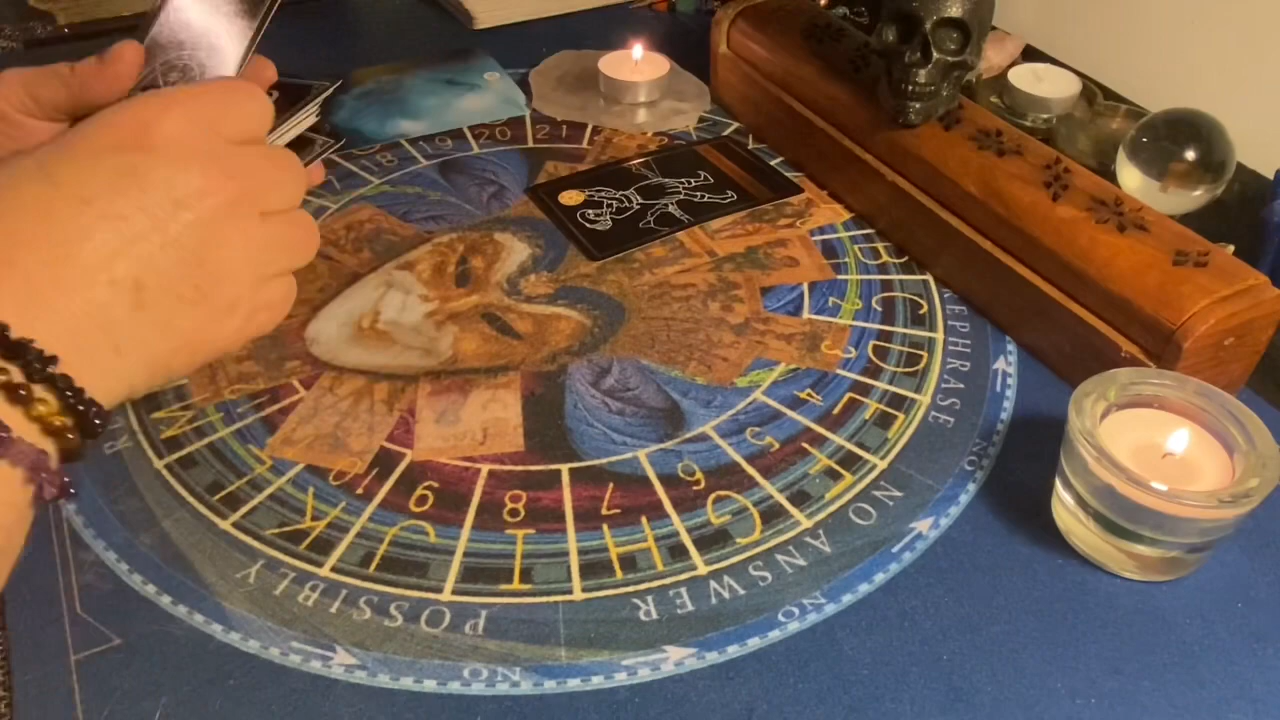 18 19 20 21
B C D E F G H I J K L M
2 3 4 5 6 7 8 9 10
REPHRASE
NO ANSWER
POSSIBLY
NO
NO
NO